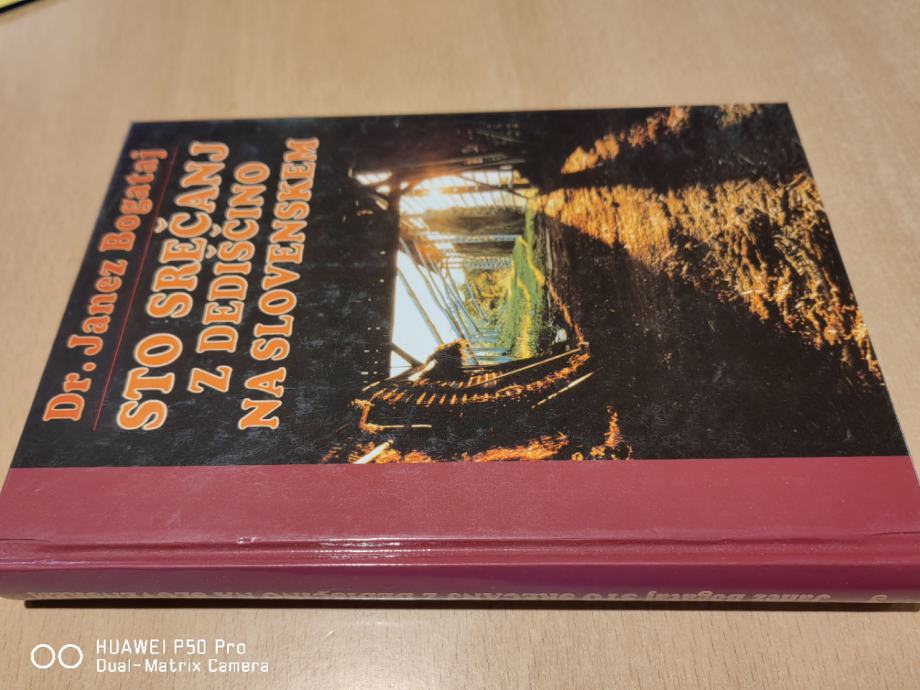 Dr. Janez Bogataj
STO SREČANJ
Z DEDIŠČINO
NA SLOVENSKEM
Janez Bogataj STO SREČANJ Z DEDIŠČINO NA SLOVENSKEM
HUAWEI P50 Pro
Dual-Matrix Camera